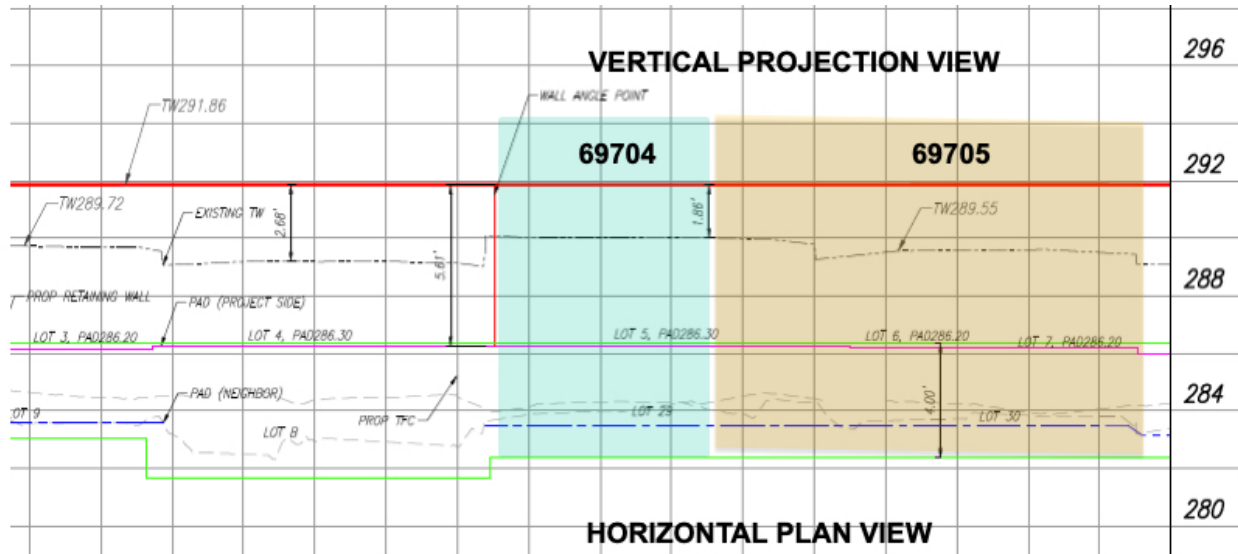 VERTICAL PROJECTION VIEW
296
WALL ANGLE POINT
TW291.86
69704
69705
292
TW289.72
EXISTING TW
2.68'
5.61'
1.86'
TW289.55
288
PROP RETAINING WALL
PAD (PROJECT SIDE)
LOT 3, PAD286.20
LOT 4, PAD286.30
LOT 5, PAD286.30
LOT 6, PAD286.20
LOT 7, PAD286.20
PAD (NEIGHBOR)
284
OT 9
PROP TFC
LOT 29
LOT 30
4.00'
LOT 8
280
HORIZONTAL PLAN VIEW